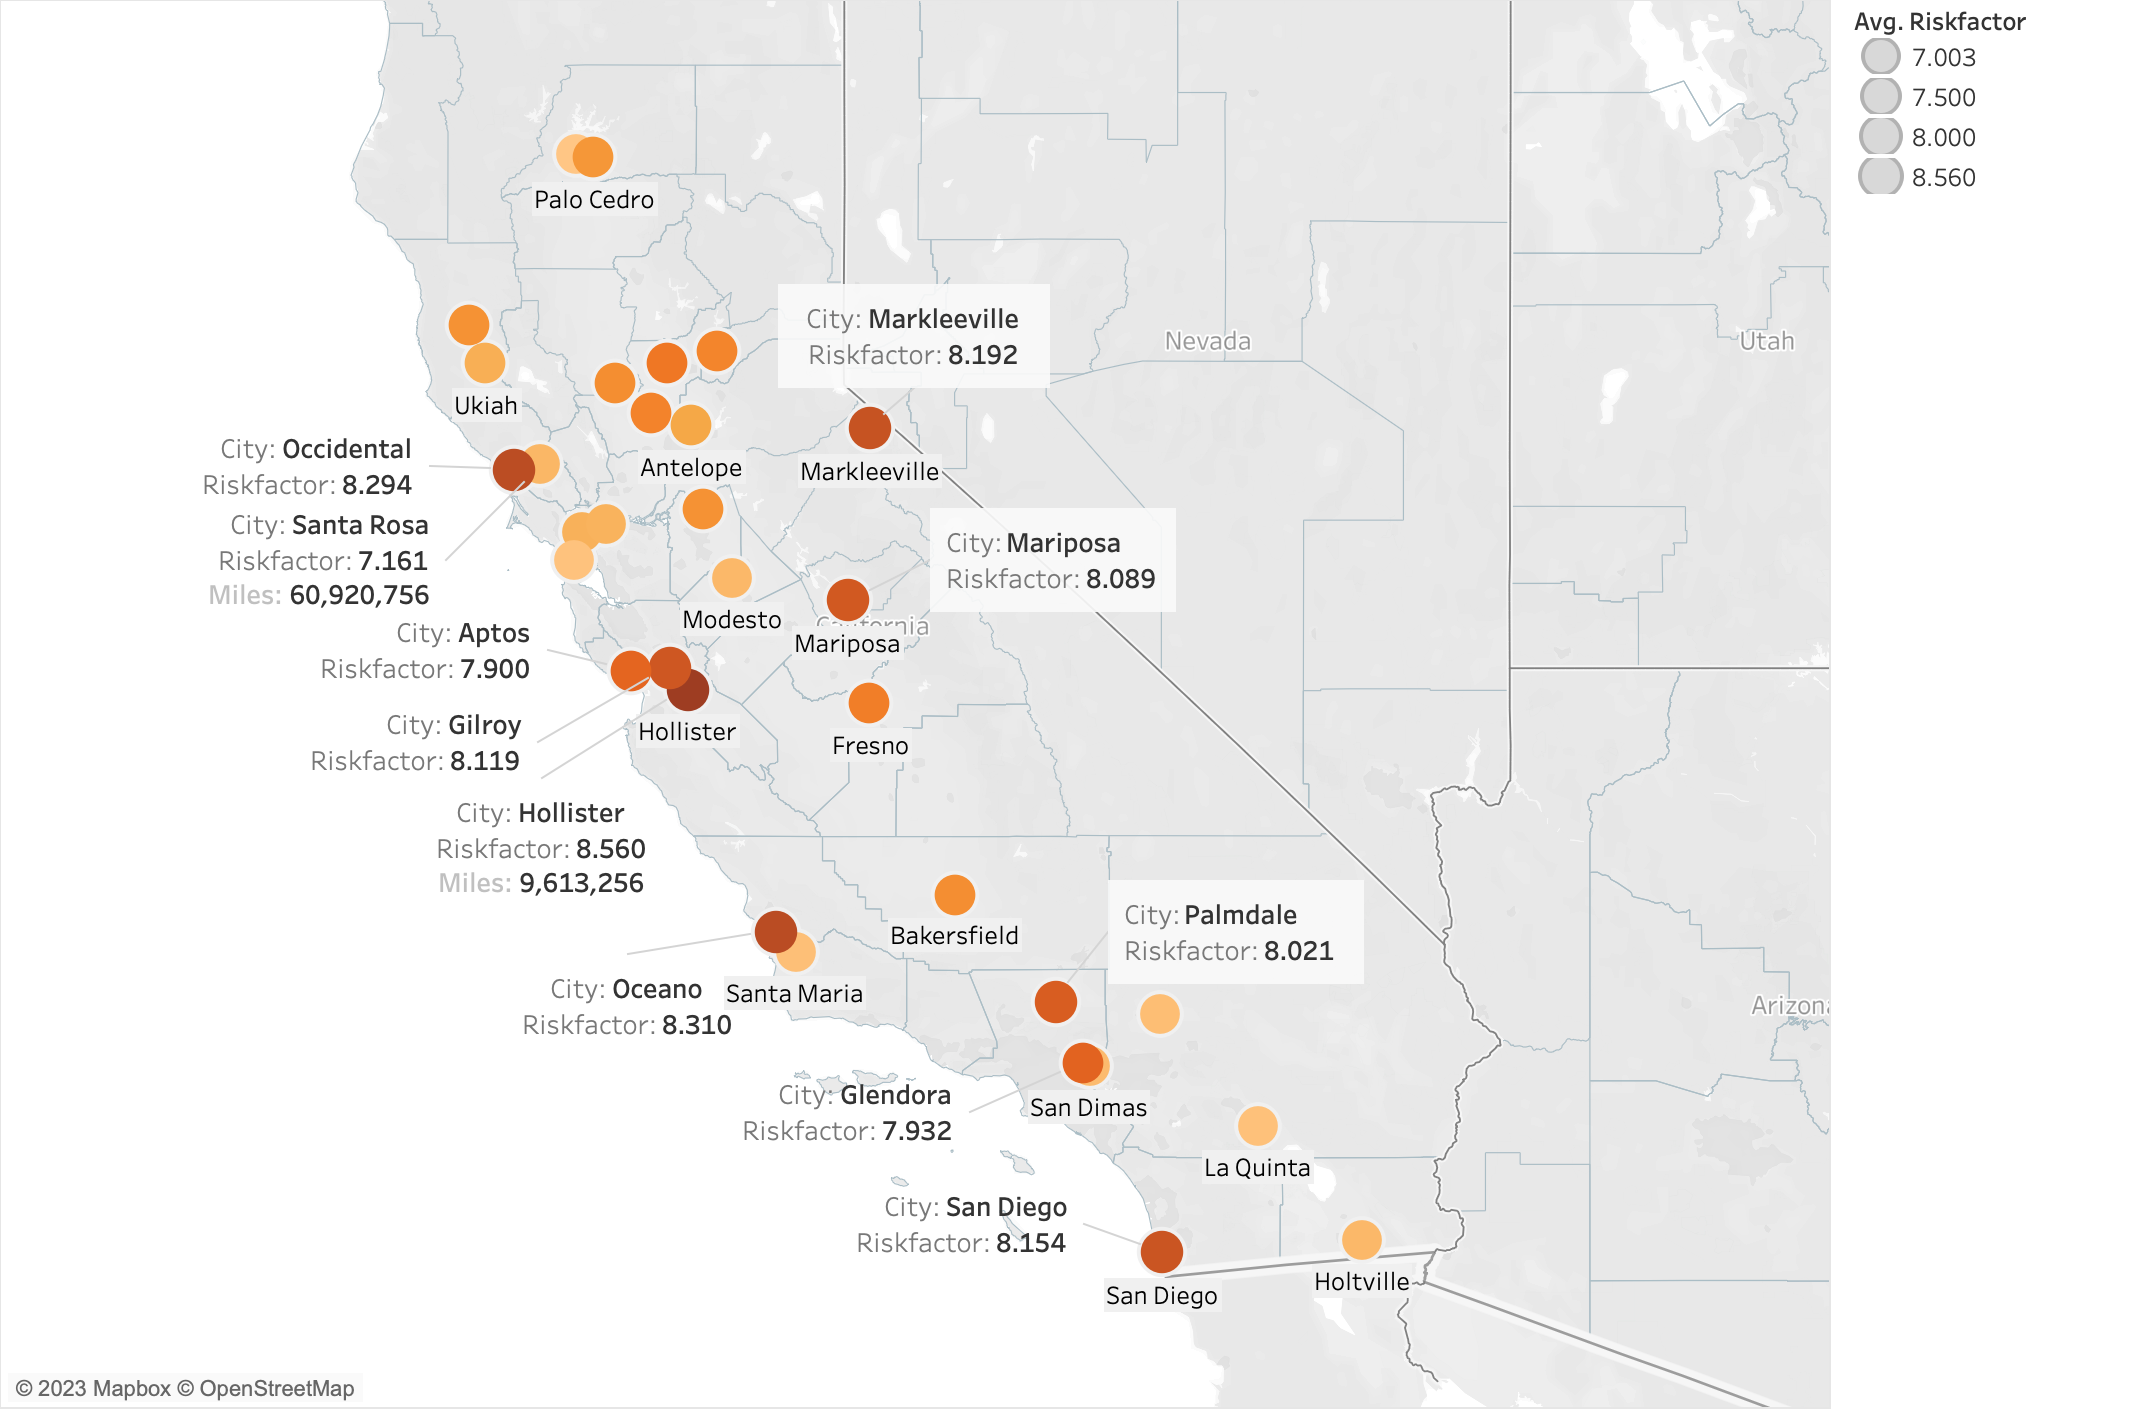 Avg. Riskfactor
7.003
7.500
8.000
8.560
Palo Cedro
City: Markleeville
Riskfactor: 8.192
Nevada
Utah
Ukiah
City: Occidental
Riskfactor: 8.294
Antelope
Markleeville
City: Santa Rosa
Riskfactor: 7.161
Miles: 60,920,756
City: Mariposa
Riskfactor: 8.089
California
Modesto
Mariposa
City: Aptos
Riskfactor: 7.900
City: Gilroy
Riskfactor: 8.119
Hollister
Fresno
City: Hollister
Riskfactor: 8.560
Miles: 9,613,256
Bakersfield
City: Palmdale
Riskfactor: 8.021
City: Oceano
Riskfactor: 8.310
Santa Maria
Arizona
City: Glendora
Riskfactor: 7.932
San Dimas
La Quinta
City: San Diego
Riskfactor: 8.154
San Diego
Holtville
© 2023 Mapbox © OpenStreetMap